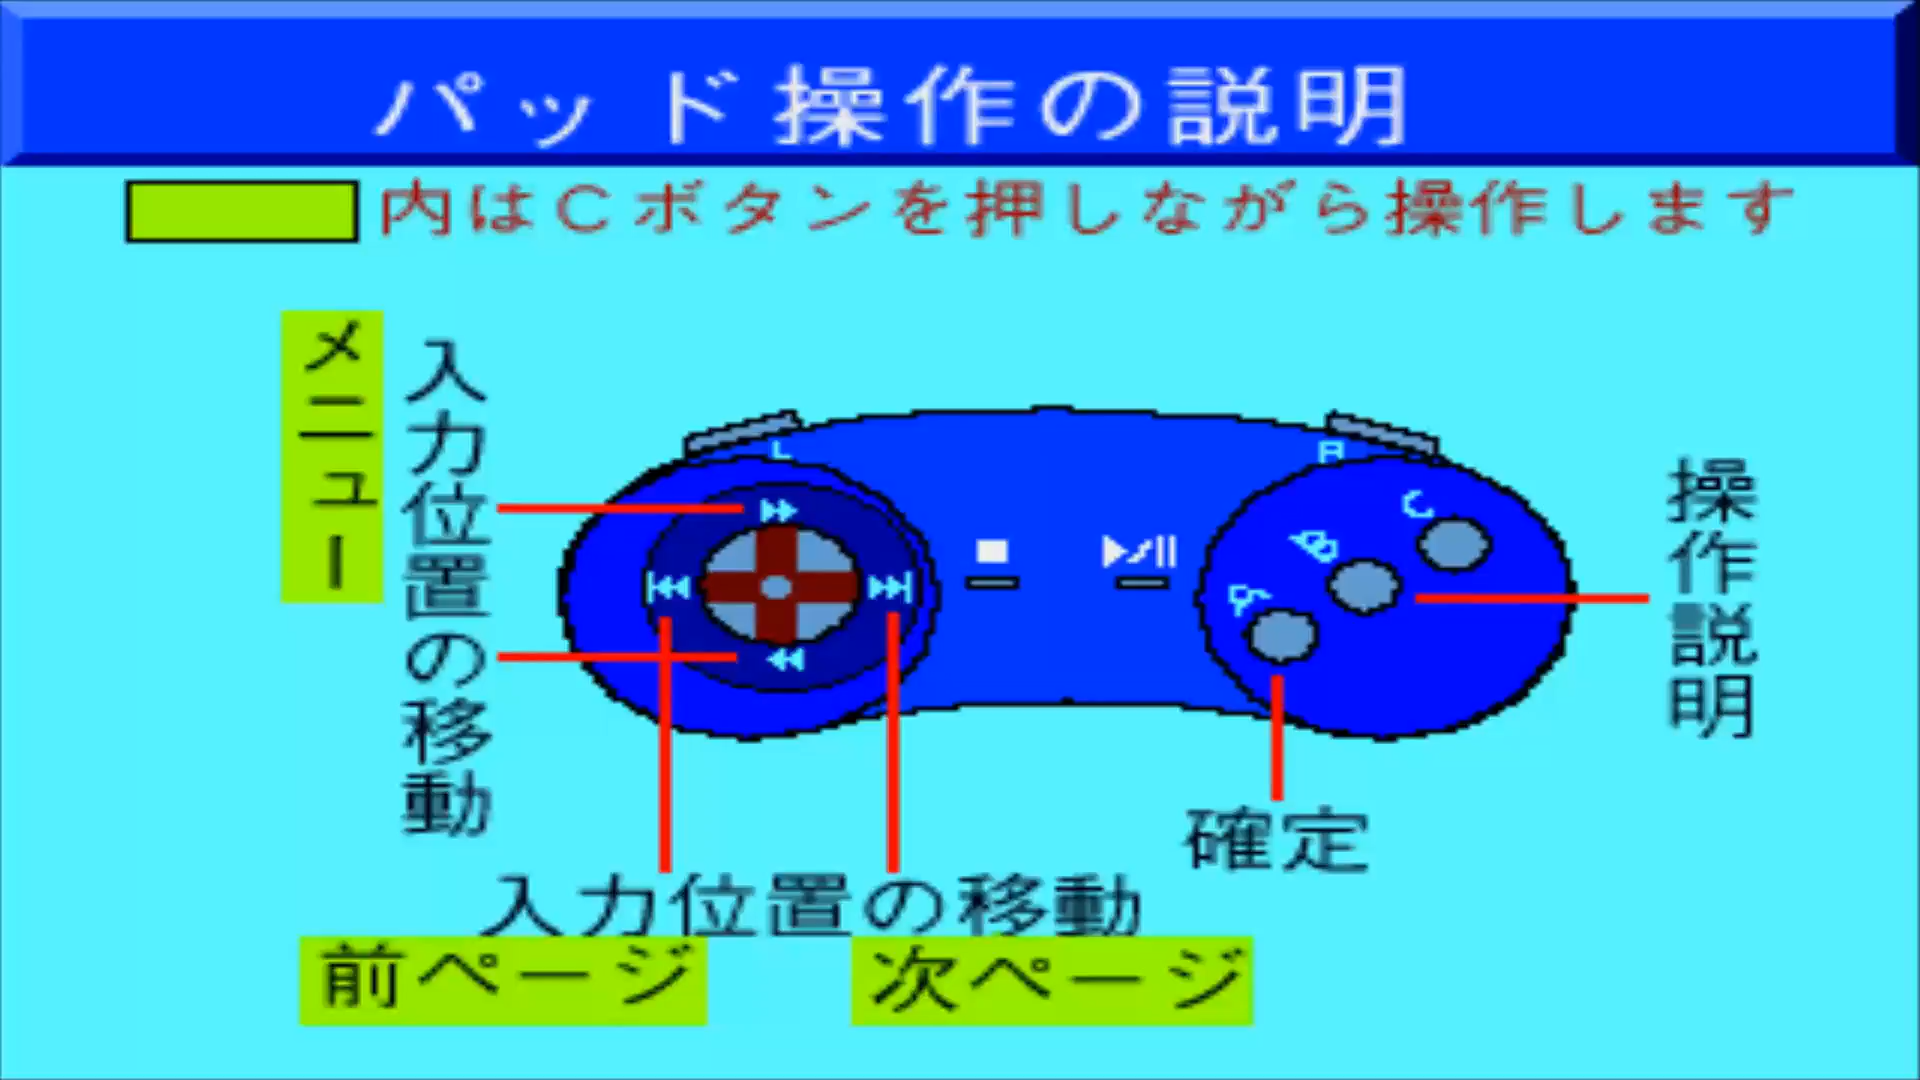 パッド操作の説明
内はCボタンを押しながら操作します
メニュー
入力位置の移動
L
R
C
B
A
操作説明
確定
入力位置の移動
前ページ
次ページ